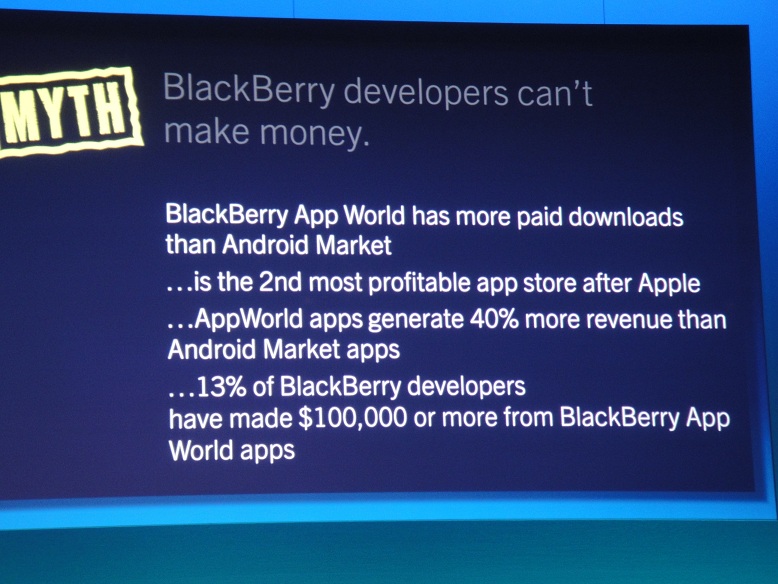 MYTH
BlackBerry developers can't
make money.
BlackBerry App World has more paid downloads
than Android Market
...is the 2nd most profitable app store after Apple
...AppWorld apps generate 40% more revenue than
Android Market apps
...13% of BlackBerry developers
have made $100,000 or more from BlackBerry App
World apps